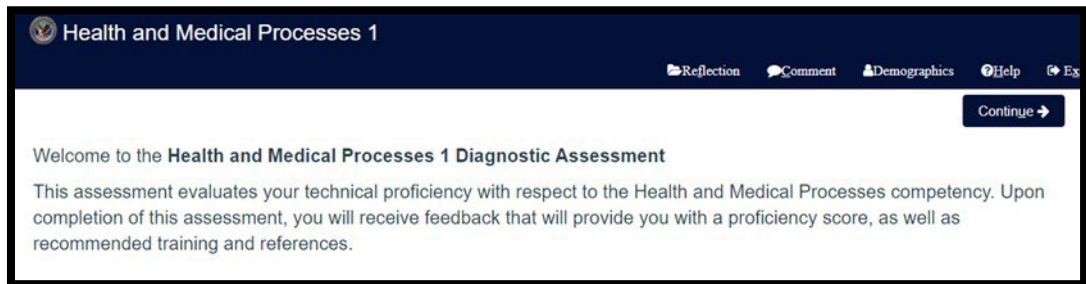 Health and Medical Processes 1
Reflection Comment Demographics Help Ex
Continue
Welcome to the Health and Medical Processes 1 Diagnostic Assessment
This assessment evaluates your technical proficiency with respect to the Health and Medical Processes competency. Upon
completion of this assessment, you will receive feedback that will provide you with a proficiency score, as well as
recommended training and references.